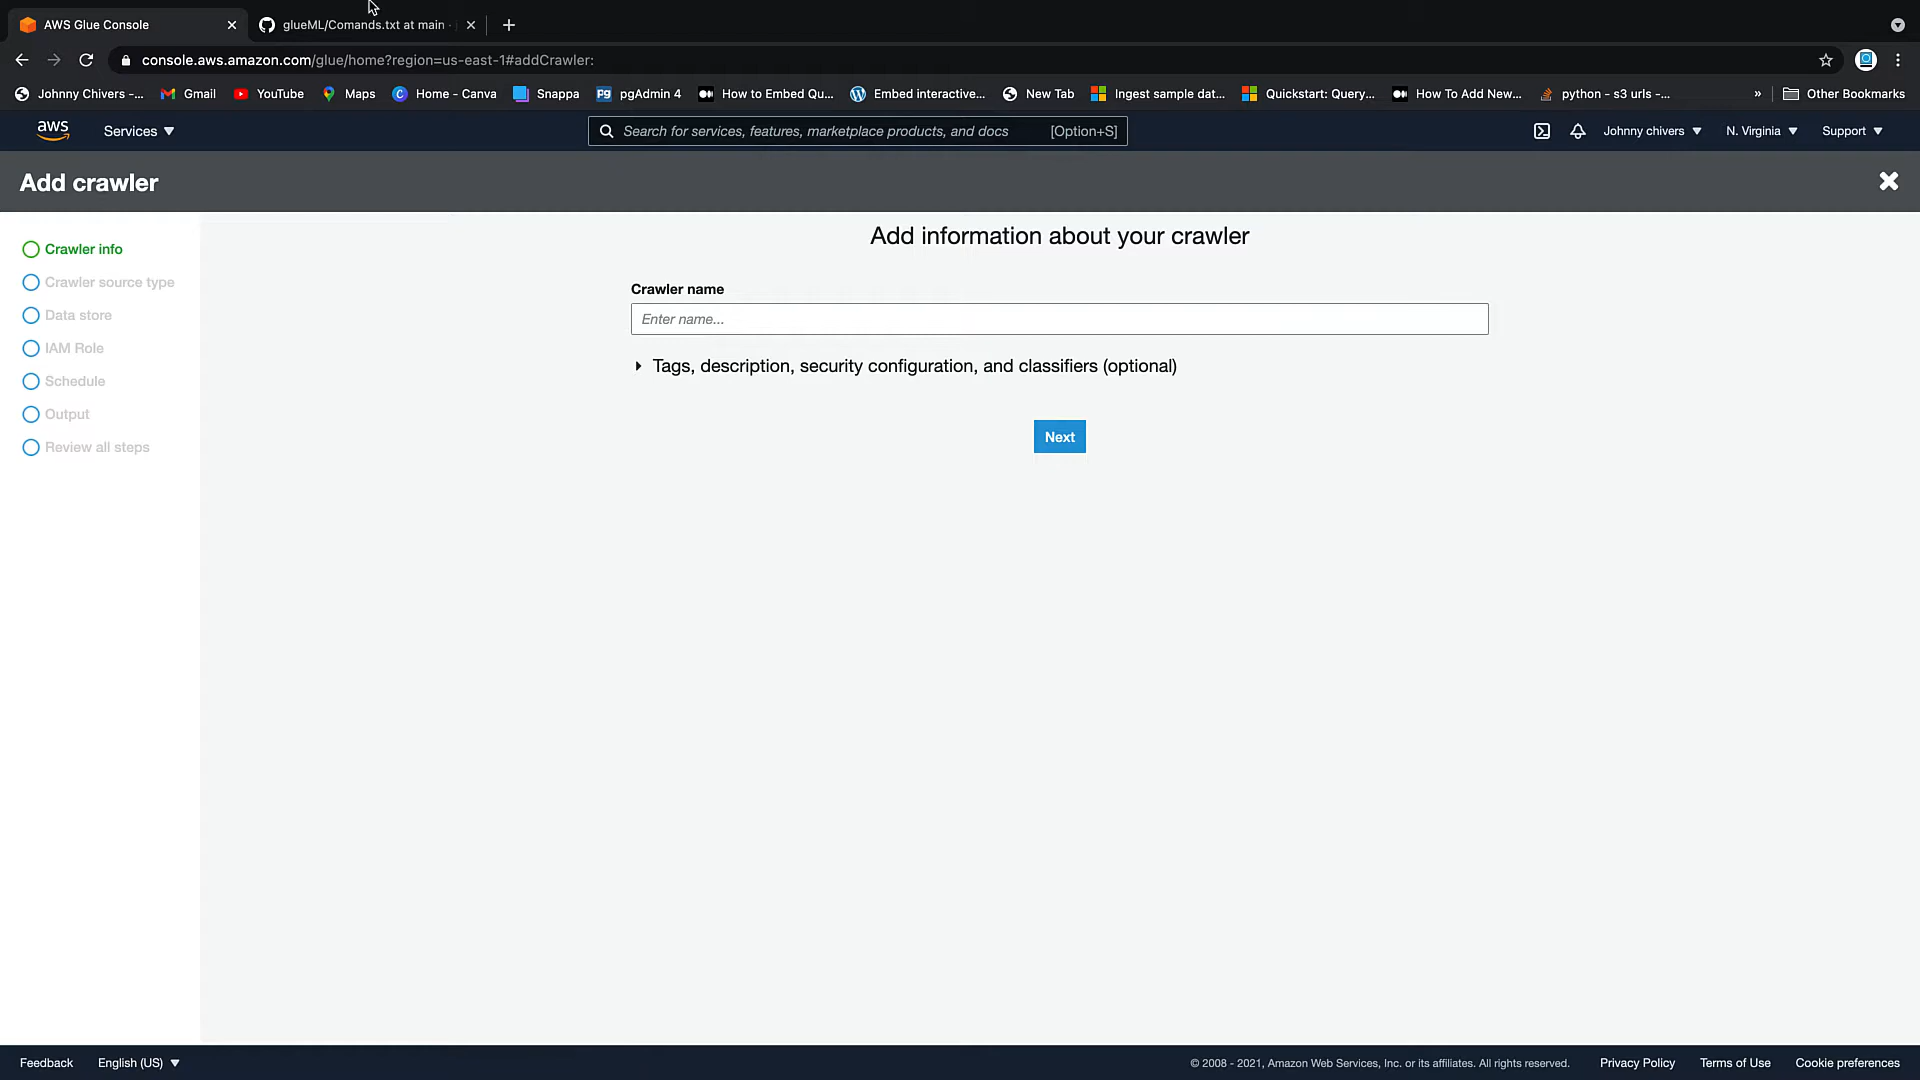 AWS Glue Console
glueML/Comands.txt at main ·
console.aws.amazon.com/glue/home?region=us-east-1#addCrawler:
Johnny Chivers -...
Gmail
YouTube
Maps
Home - Canva
Snappa
pgAdmin 4
How to Embed Qu...
Embed interactive...
New Tab
Ingest sample dat...
Quickstart: Query,...
How To Add New...
python - s3 urls -...
»
Other Bookmarks
aws
Services
Search for services, features, marketplace products, and docs [Option+S]
Johnny chivers
N. Virginia
Support
Add crawler
Crawler info
Crawler source type
Data store
IAM Role
Schedule
Output
Review all steps
Add information about your crawler
Crawler name
Enter name...
Tags, description, security configuration, and classifiers (optional)
Next
Feedback
English (US)
© 2008 - 2021, Amazon Web Services, Inc. or its affiliates. All rights reserved.
Privacy Policy
Terms of Use
Cookie preferences